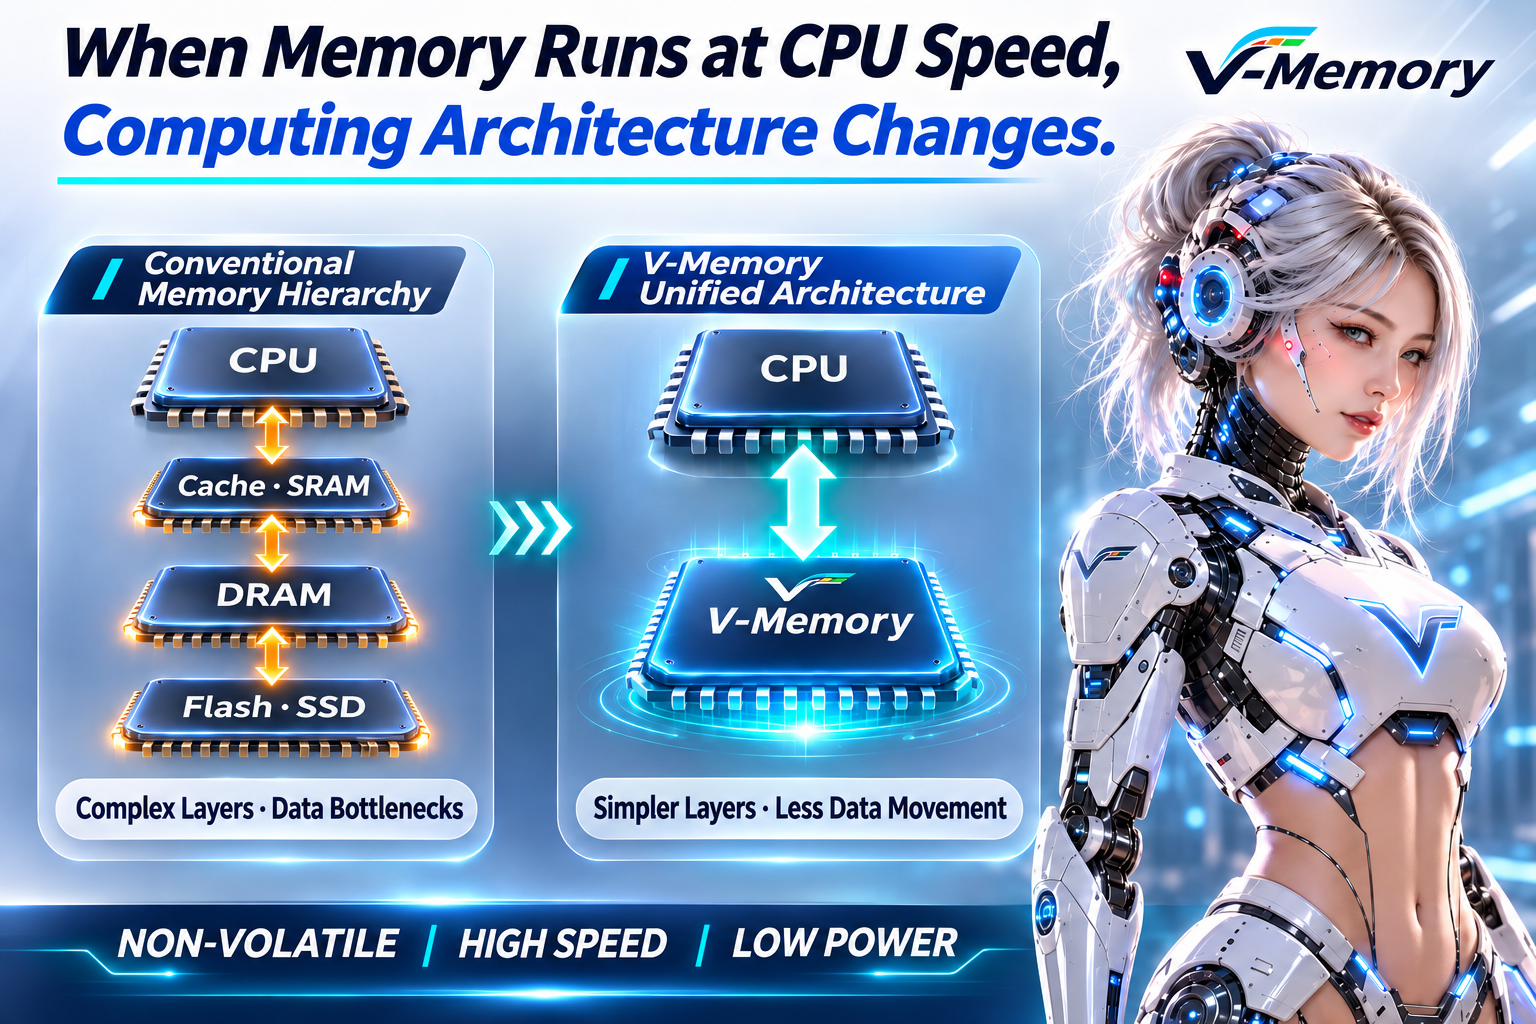 When Memory Runs at CPU Speed,
Computing Architecture Changes.
V-Memory
Conventional
Memory Hierarchy
CPU
Cache · SRAM
DRAM
Flash · SSD
Complex Layers · Data Bottlenecks
V-Memory
Unified Architecture
CPU
V-Memory
Simpler Layers · Less Data Movement
NON-VOLATILE / HIGH SPEED / LOW POWER